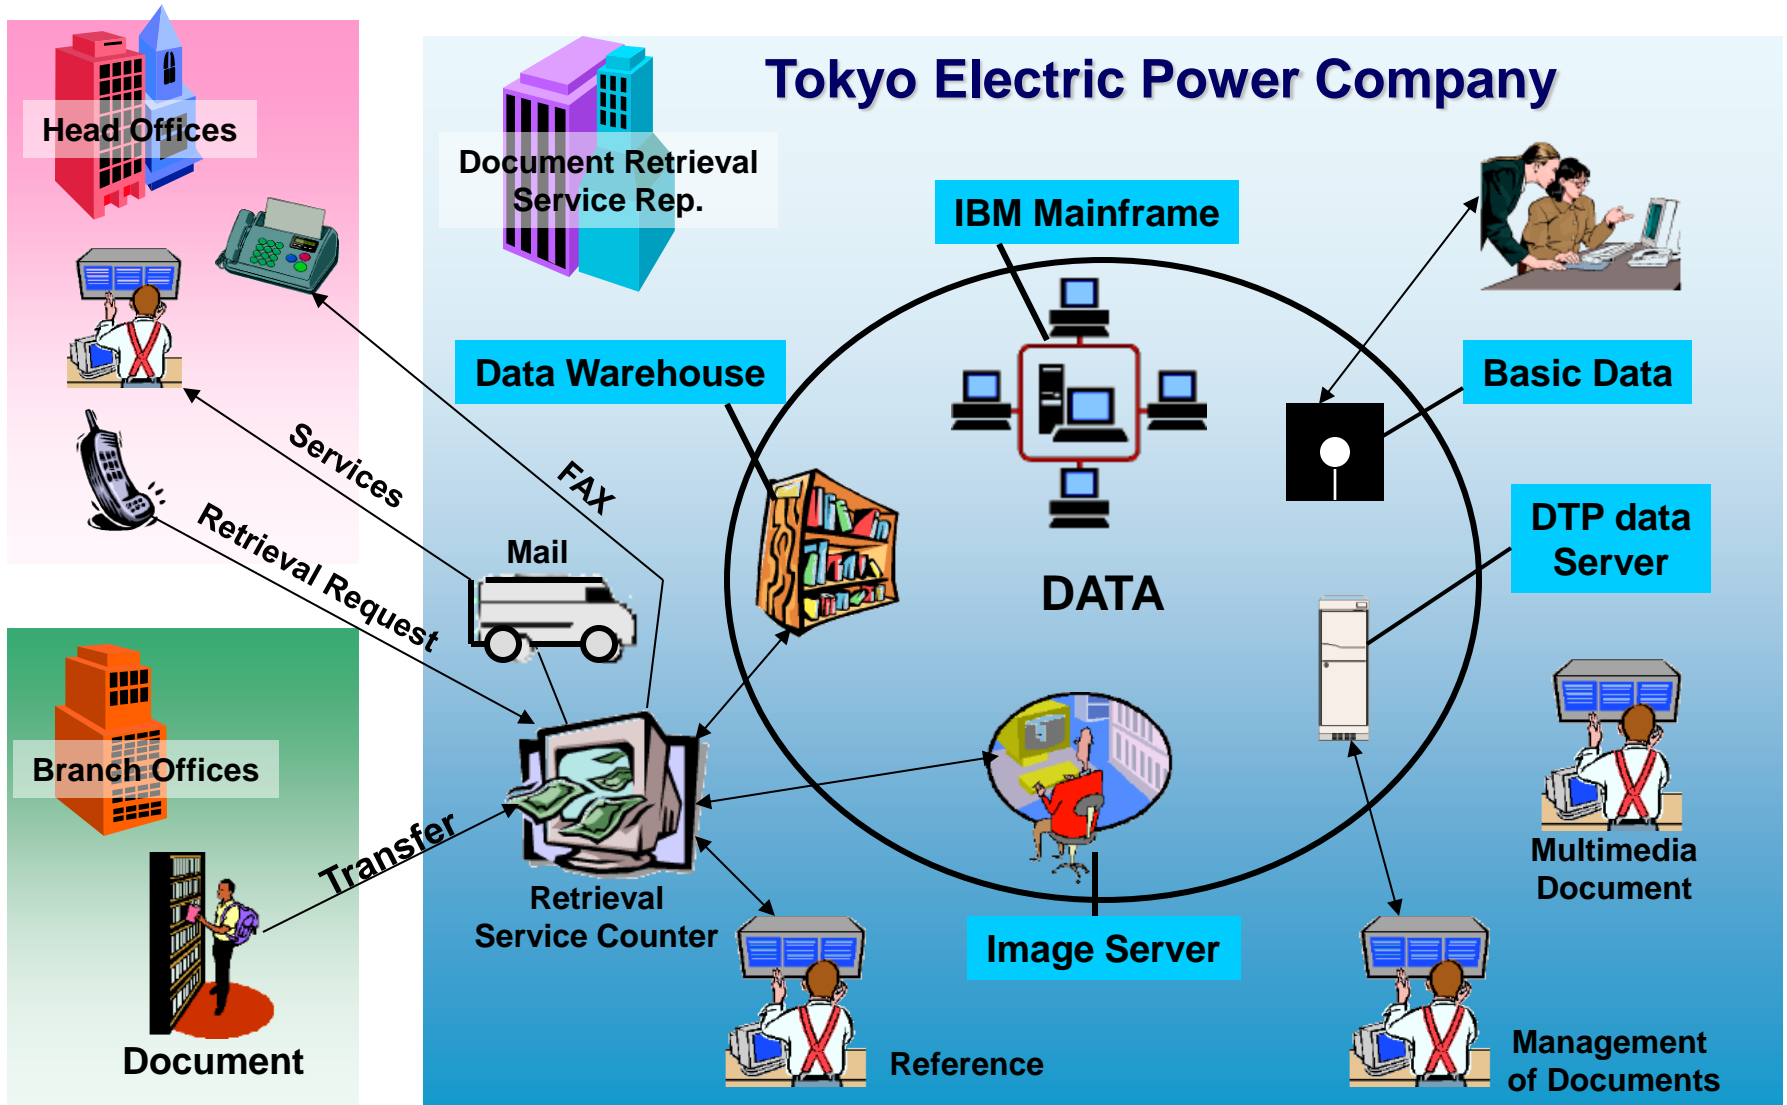 Tokyo Electric Power Company
Head Offices
Document Retrieval
Service Rep.
IBM Mainframe
Data Warehouse
Basic Data
Services
FAX
Retrieval Request
Mail
DTP data
Server
DATA
Branch Offices
Transfer
Multimedia
Document
Retrieval
Service Counter
Image Server
Document
Reference
Management
of Documents